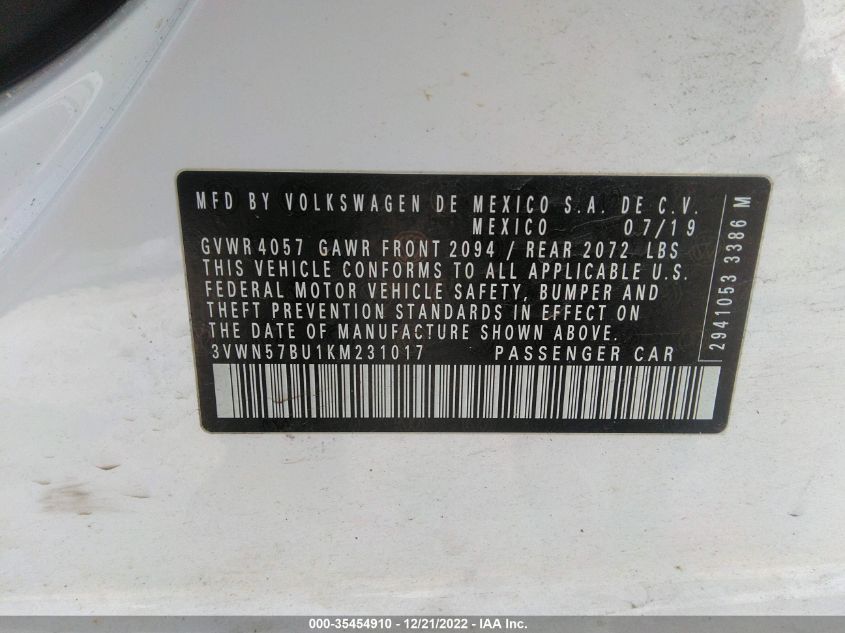 MFD BY VOLKSWAGEN DE MEXICO S.A. DE C.V.
MEXICO 07/19
GVWR 4057 GAWR FRONT 2094 / REAR 2072 LBS
THIS VEHICLE CONFORMS TO ALL APPLICABLE U.S.
FEDERAL MOTOR VEHICLE SAFETY, BUMPER AND
THEFT PREVENTION STANDARDS IN EFFECT ON
THE DATE OF MANUFACTURE SHOWN ABOVE.
3VWN57BU1KM231017 PASSENGER CAR
2941053 3386 M
000-35454910 - 12/21/2022 - IAA Inc.